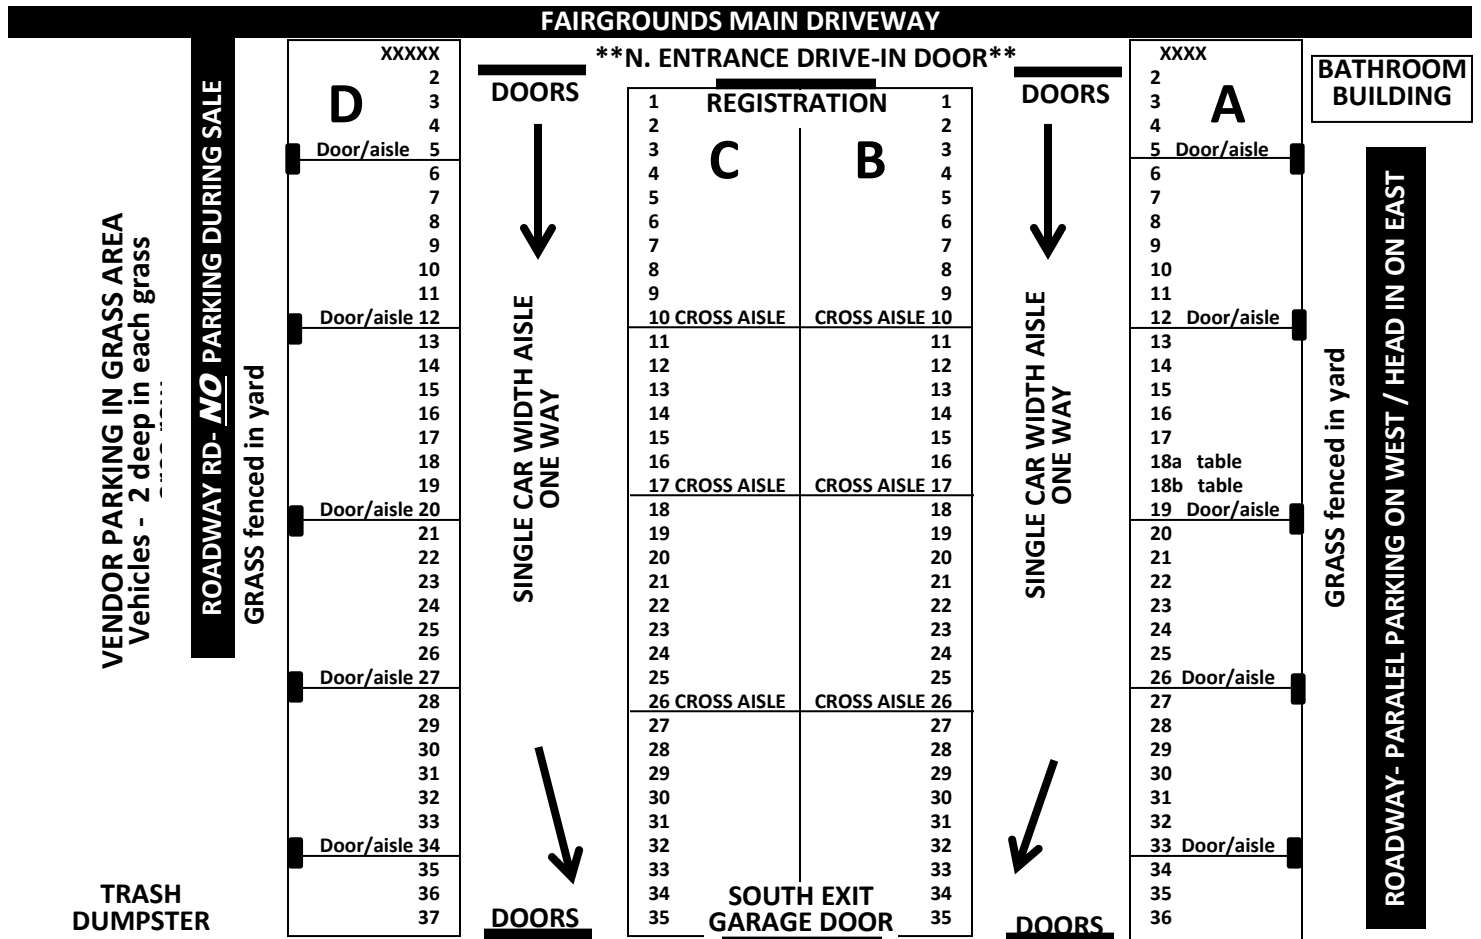 FAIRGROUNDS MAIN DRIVEWAY
**N. ENTRANCE DRIVE-IN DOOR**
VENDOR PARKING IN GRASS AREA
Vehicles - 2 deep in each grass
ROADWAY RD- NO PARKING DURING SALE
GRASS fenced in yard
TRASH
DUMPSTER
D
XXXXX
2
3
4
Door/aisle 5
6
7
8
9
10
11
Door/aisle 12
13
14
15
16
17
18
19
Door/aisle 20
21
22
23
24
25
26
Door/aisle 27
28
29
30
31
32
33
Door/aisle 34
35
36
37
DOORS
SINGLE CAR WIDTH AISLE
ONE WAY
DOORS
REGISTRATION
C
1
2
3
4
5
6
7
8
9
10 CROSS AISLE
11
12
13
14
15
16
17 CROSS AISLE
18
19
20
21
22
23
24
25
26 CROSS AISLE
27
28
29
30
31
32
33
34
35
B
1
2
3
4
5
6
7
8
9
CROSS AISLE 10
11
12
13
14
15
16
CROSS AISLE 17
18
19
20
21
22
23
24
25
CROSS AISLE 26
27
28
29
30
31
32
33
34
35
SOUTH EXIT
GARAGE DOOR
DOORS
SINGLE CAR WIDTH AISLE
ONE WAY
DOORS
A
XXXX
2
3
4
5 Door/aisle
6
7
8
9
10
11
12 Door/aisle
13
14
15
16
17
18a table
18b table
19 Door/aisle
20
21
22
23
24
25
26 Door/aisle
27
28
29
30
31
32
33 Door/aisle
34
35
36
BATHROOM
BUILDING
GRASS fenced in yard
ROADWAY- PARALEL PARKING ON WEST / HEAD IN ON EAST